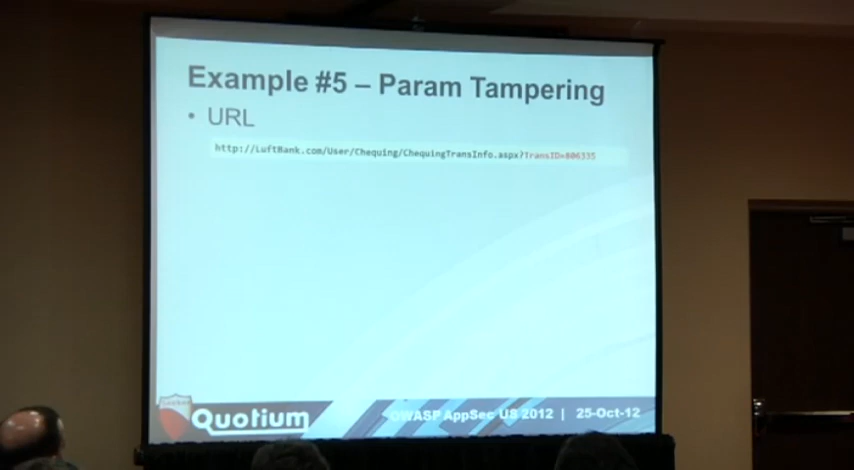 Example #5 – Param Tampering
• URL
http://LuftBank.com/User/Chequing/ChequingTransInfo.aspx?TransID=806335
Quotium
OWASP AppSec US 2012 | 25-Oct-12